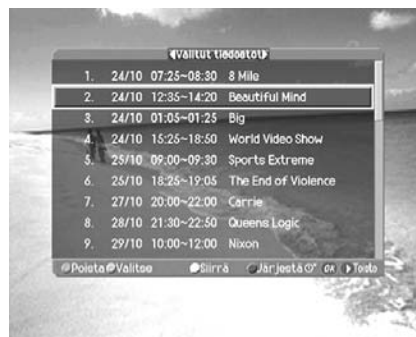 ◀Valitut tiedostot▶
1. 24/10 07:25~08:30 8 Mile
2. 24/10 12:35~14:20 Beautiful Mind
3. 24/10 01:05~01:25 Big
4. 24/10 15:25~18:50 World Video Show
5. 25/10 09:00~09:30 Sports Extreme
6. 25/10 18:25~19:05 The End of Violence
7. 27/10 20:00~22:00 Carrie
8. 28/10 21:30~22:50 Queens Logic
9. 29/10 10:00~12:00 Nixon
Poista Valitse Siirrä Järjestä OK ▶ Toisto